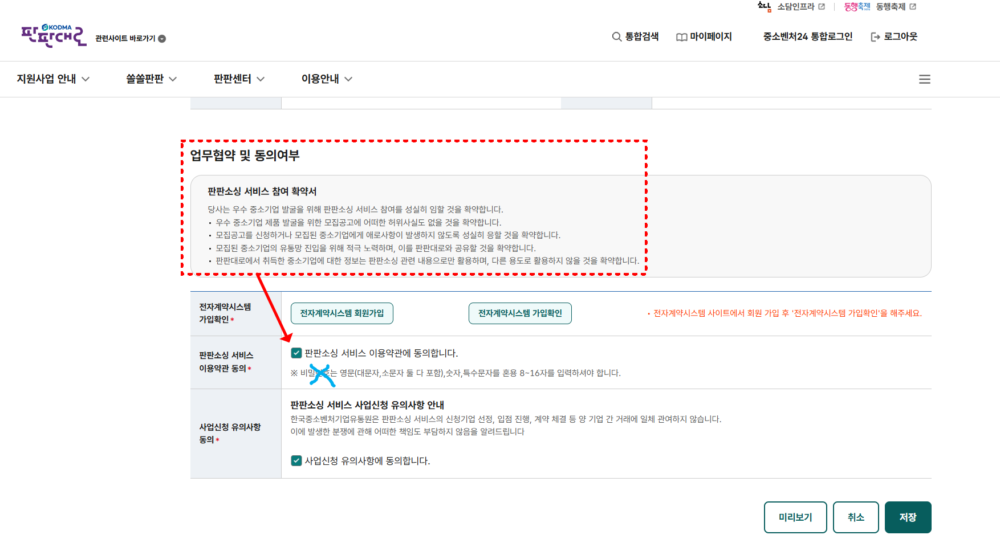 소담 소담인프라 동행축제 2025 동행축제
KODMA
판판대로 관련사이트 바로가기
통합검색 마이페이지 중소벤처24 통합로그인 로그아웃
지원사업 안내 쏠쏠판판 판판센터 이용안내
업무협약 및 동의여부
판판소싱 서비스 참여 확약서
당사는 우수 중소기업 발굴을 위해 판판소싱 서비스 참여를 성실히 임할 것을 확약합니다.
• 우수 중소기업 제품 발굴을 위한 모집공고에 어떠한 허위사실도 없을 것을 확약합니다.
• 모집공고를 신청하거나 모집된 중소기업에게 애로사항이 발생하지 않도록 성실히 응할 것을 확약합니다.
• 모집된 중소기업의 유통망 진입을 위해 적극 노력하며, 이를 판판대로와 공유할 것을 확약합니다.
• 판판대로에서 취득한 중소기업에 대한 정보는 판판소싱 관련 내용으로만 활용하며, 다른 용도로 활용하지 않을 것을 확약합니다.
전자계약시스템
가입확인*
전자계약시스템 회원가입 전자계약시스템 가입확인 • 전자계약시스템 사이트에서 회원 가입 후 '전자계약시스템 가입확인'을 해주세요.
판판소싱 서비스
이용약관 동의*
판판소싱 서비스 이용약관에 동의합니다.
※ 비밀번호는 영문(대문자,소문자 둘 다 포함),숫자,특수문자를 혼용 8~16자를 입력하셔야 합니다.
사업신청 유의사항
동의*
판판소싱 서비스 사업신청 유의사항 안내
한국중소벤처기업유통원은 판판소싱 서비스의 신청기업 선정, 입점 진행, 계약 체결 등 양 기업 간 거래에 일체 관여하지 않습니다.
이에 발생한 분쟁에 관해 어떠한 책임도 부담하지 않음을 알려드립니다
사업신청 유의사항에 동의합니다.
미리보기 취소 저장